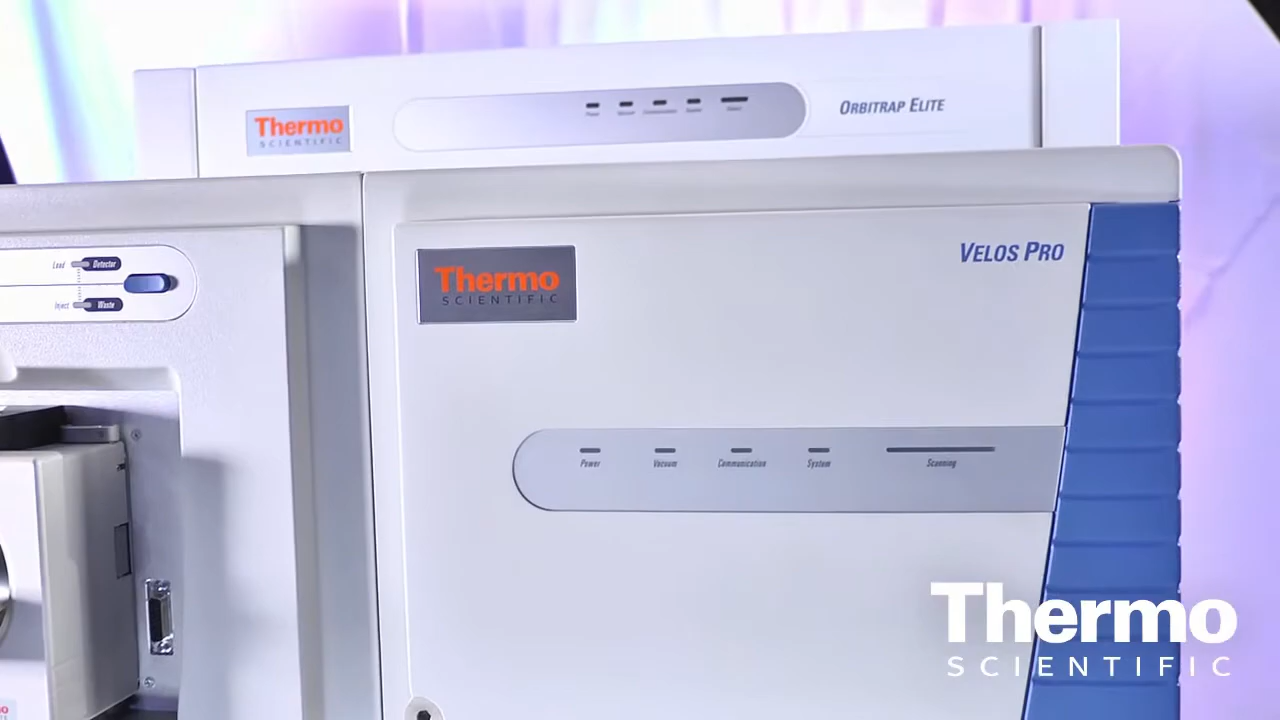 Thermo
SCIENTIFIC
ORBITRAP ELITE
Thermo
SCIENTIFIC
VELOS PRO
Load
Detector
Inject
Waste
Power
Vacuum
Communication
System
Scanning
Thermo
SCIENTIFIC